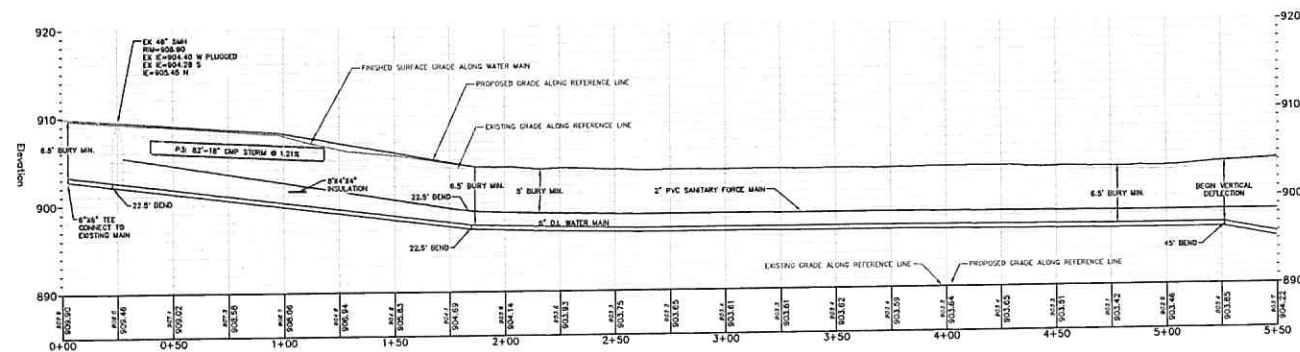 920
920
EX 48" SMH
RIM=908.90
EX IE=904.40 W PLUGGED
EX IE=904.28 S
IE=905.45 N
FINISHED SURFACE GRADE ALONG WATER MAIN
PROPOSED GRADE ALONG REFERENCE LINE
EXISTING GRADE ALONG REFERENCE LINE
910
910
Elevation
6.5' BURY MIN.
P3: 82'-18" CMP STORM @ 1.21%
8'X4'X4"
INSULATION
22.5° BEND
22.5° BEND
6.5' BURY MIN.
5' BURY MIN.
2" PVC SANITARY FORCE MAIN
6.5' BURY MIN.
BEGIN VERTICAL
DEFLECTION
900
900
6"X6" TEE
CONNECT TO
EXISTING MAIN
6" D.I. WATER MAIN
22.5° BEND
45° BEND
EXISTING GRADE ALONG REFERENCE LINE
PROPOSED GRADE ALONG REFERENCE LINE
890
890
909.90
909.46
909.02
908.58
908.06
906.94
905.83
904.69
904.14
903.93
903.75
903.65
903.61
903.61
903.62
903.59
903.64
903.65
903.51
903.42
903.46
903.85
904.22
0+00
0+50
1+00
1+50
2+00
2+50
3+00
3+50
4+00
4+50
5+00
5+50